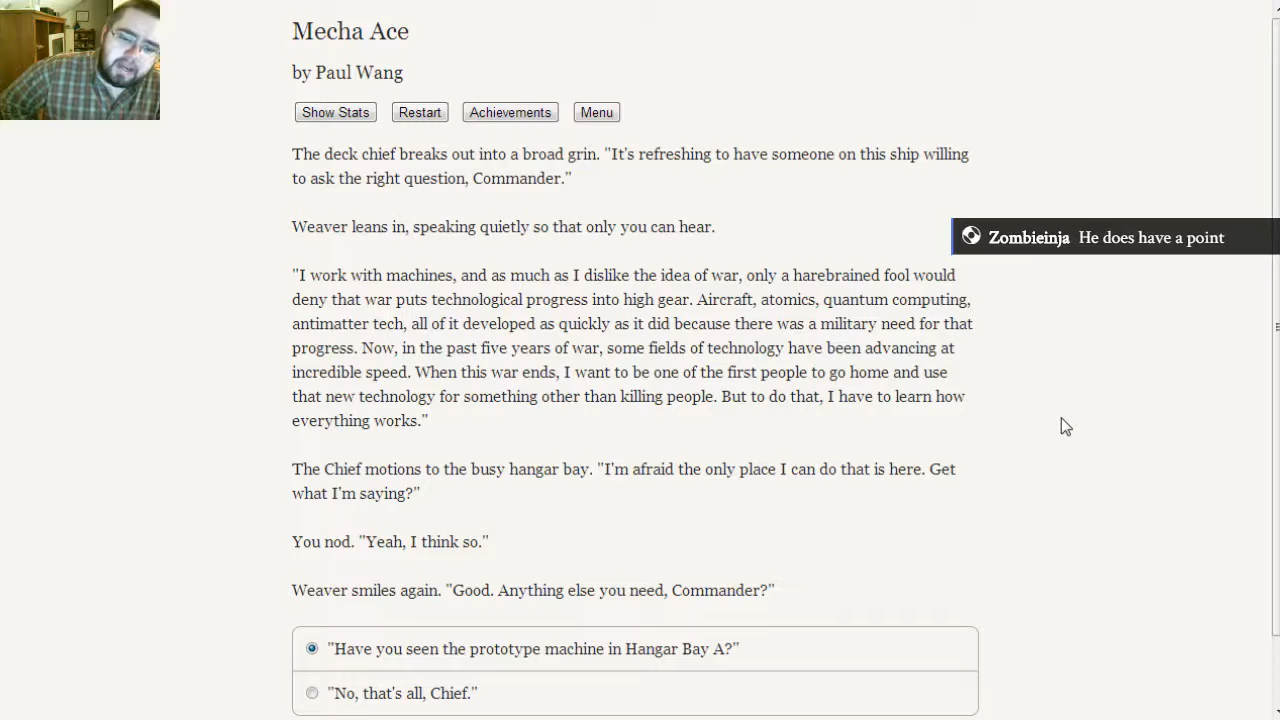 Mecha Ace
by Paul Wang
Show Stats Restart Achievements Menu
The deck chief breaks out into a broad grin. "It's refreshing to have someone on this ship willing
to ask the right question, Commander."
Weaver leans in, speaking quietly so that only you can hear.
Zombieinja He does have a point
"I work with machines, and as much as I dislike the idea of war, only a harebrained fool would
deny that war puts technological progress into high gear. Aircraft, atomics, quantum computing,
antimatter tech, all of it developed as quickly as it did because there was a military need for that
progress. Now, in the past five years of war, some fields of technology have been advancing at
incredible speed. When this war ends, I want to be one of the first people to go home and use
that new technology for something other than killing people. But to do that, I have to learn how
everything works."
The Chief motions to the busy hangar bay. "I'm afraid the only place I can do that is here. Get
what I'm saying?"
You nod. "Yeah, I think so."
Weaver smiles again. "Good. Anything else you need, Commander?"
"Have you seen the prototype machine in Hangar Bay A?"
"No, that's all, Chief."